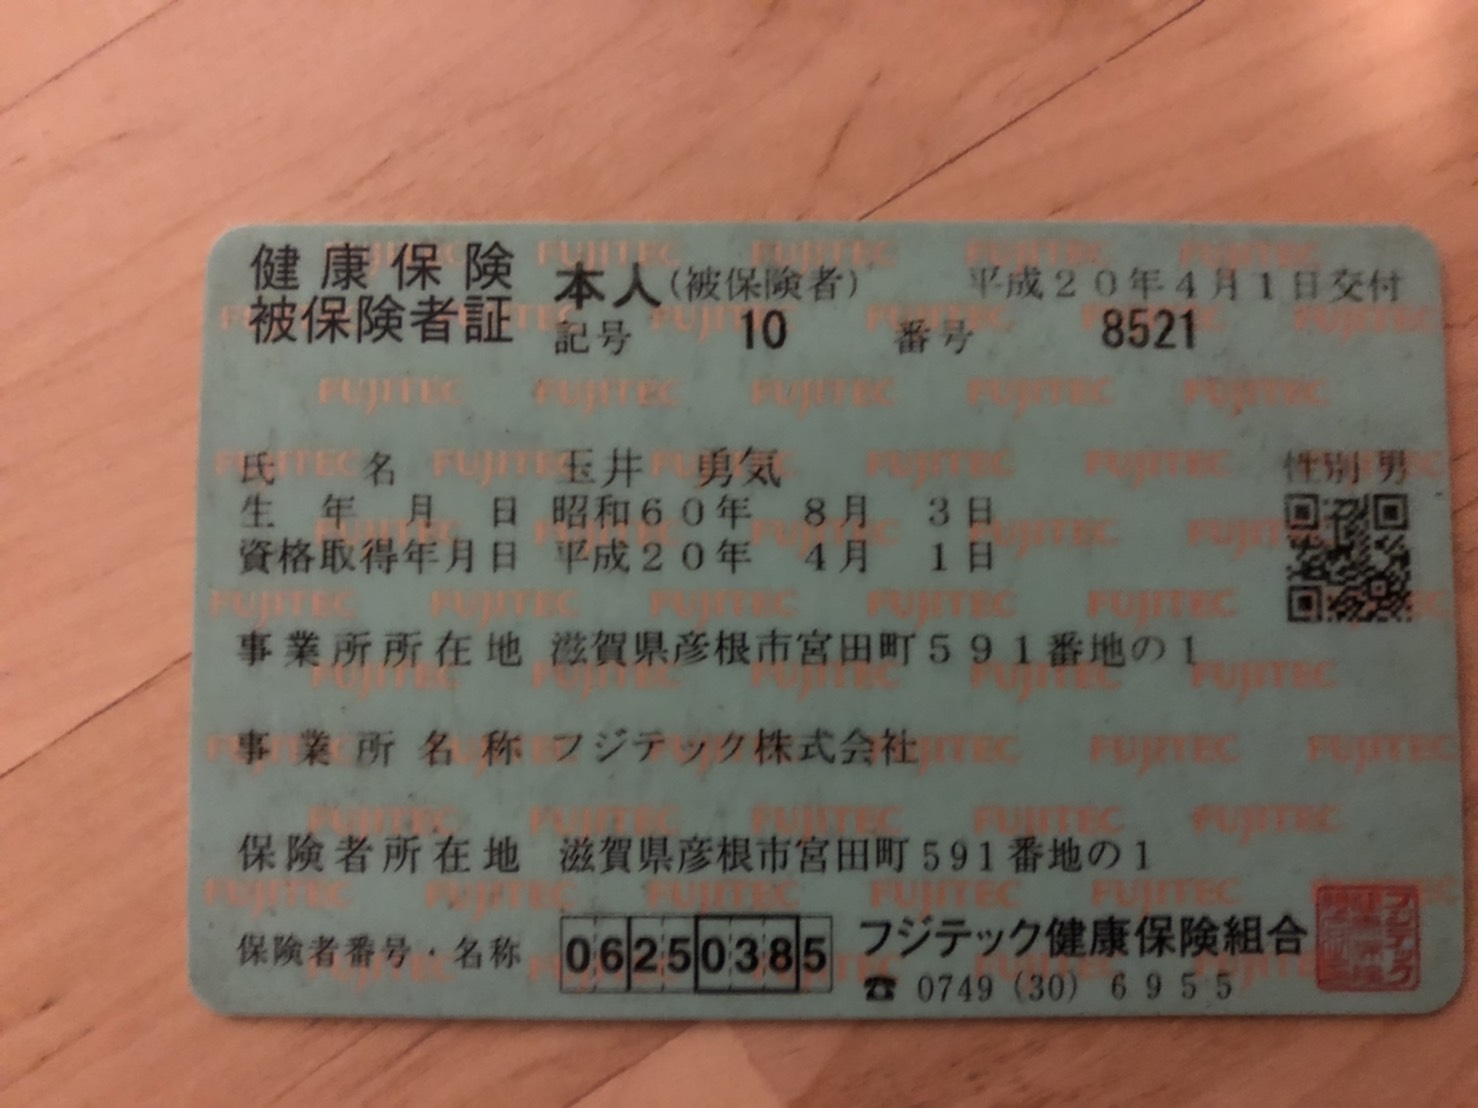 健康保険
被保険者証
本人(被保険者) 平成20年4月1日交付
記号 10 番号 8521
氏名 玉井 勇気 性別 男
生年月日 昭和60年 8月 3日
資格取得年月日 平成20年 4月 1日
事業所所在地 滋賀県彦根市宮田町591番地の1
事業所名称 フジテック株式会社
保険者所在地 滋賀県彦根市宮田町591番地の1
保険者番号・名称 06250385 フジテック健康保険組合
☎ 0749(30)6955
FUJITEC